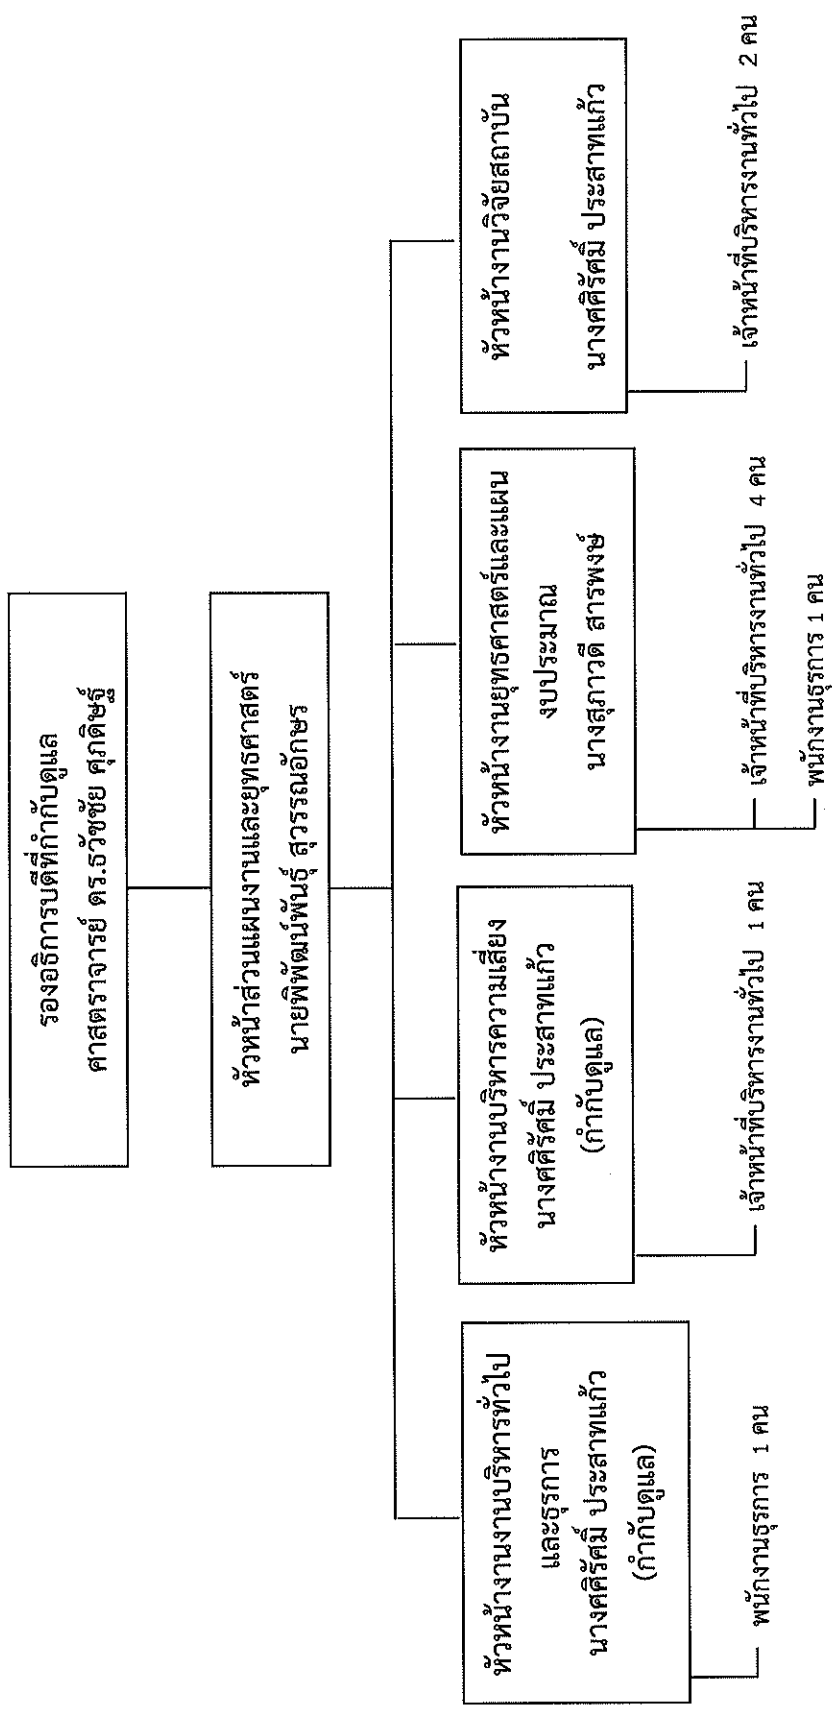 รองอธิการบดีที่กำกับดูแล
ศาสตราจารย์ ดร.ธวัชชัย ศุภดิษฐ์
หัวหน้าส่วนแผนงานและยุทธศาสตร์
นายพิพัฒน์พันธุ์ สุวรรณอักษร
หัวหน้างานงานบริหารทั่วไป
และธุรการ
นางศศิรัศมิ์ ประสาทแก้ว
(กำกับดูแล)
พนักงานธุรการ 1 คน
หัวหน้างานบริหารความเสี่ยง
นางศศิรัศมิ์ ประสาทแก้ว
(กำกับดูแล)
เจ้าหน้าที่บริหารงานทั่วไป 1 คน
หัวหน้างานยุทธศาสตร์และแผน
งบประมาณ
นางสุภาวดี สารพงษ์
เจ้าหน้าที่บริหารงานทั่วไป 4 คน
พนักงานธุรการ 1 คน
หัวหน้างานวิจัยสถาบัน
นางศศิรัศมิ์ ประสาทแก้ว
เจ้าหน้าที่บริหารงานทั่วไป 2 คน